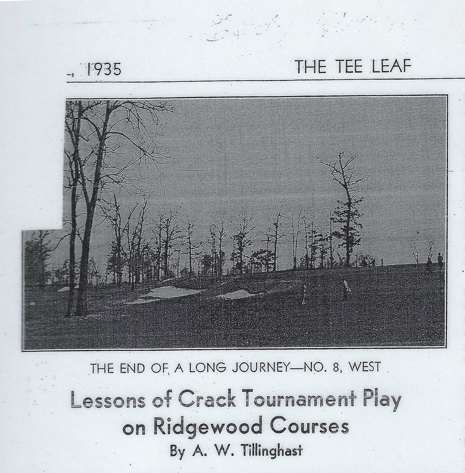 1935
THE TEE LEAF
THE END OF A LONG JOURNEY—NO. 8, WEST
Lessons of Crack Tournament Play
on Ridgewood Courses
By A. W. Tillinghast